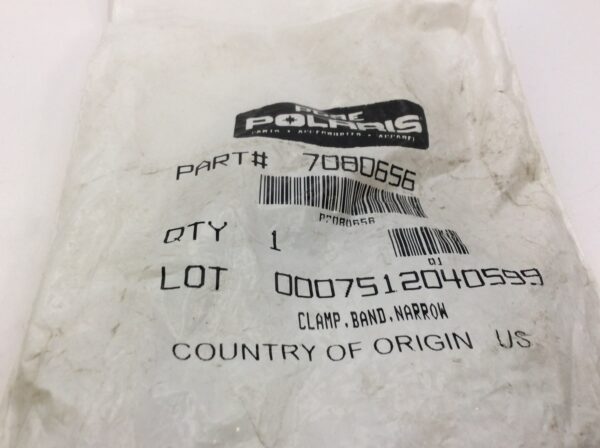 PURE
POLARIS
PARTS • ACCESSORIES • APPAREL
PART# 7080656
P7080656
QTY 1
Q1
LOT 0007512040599
CLAMP,BAND,NARROW
COUNTRY OF ORIGIN US